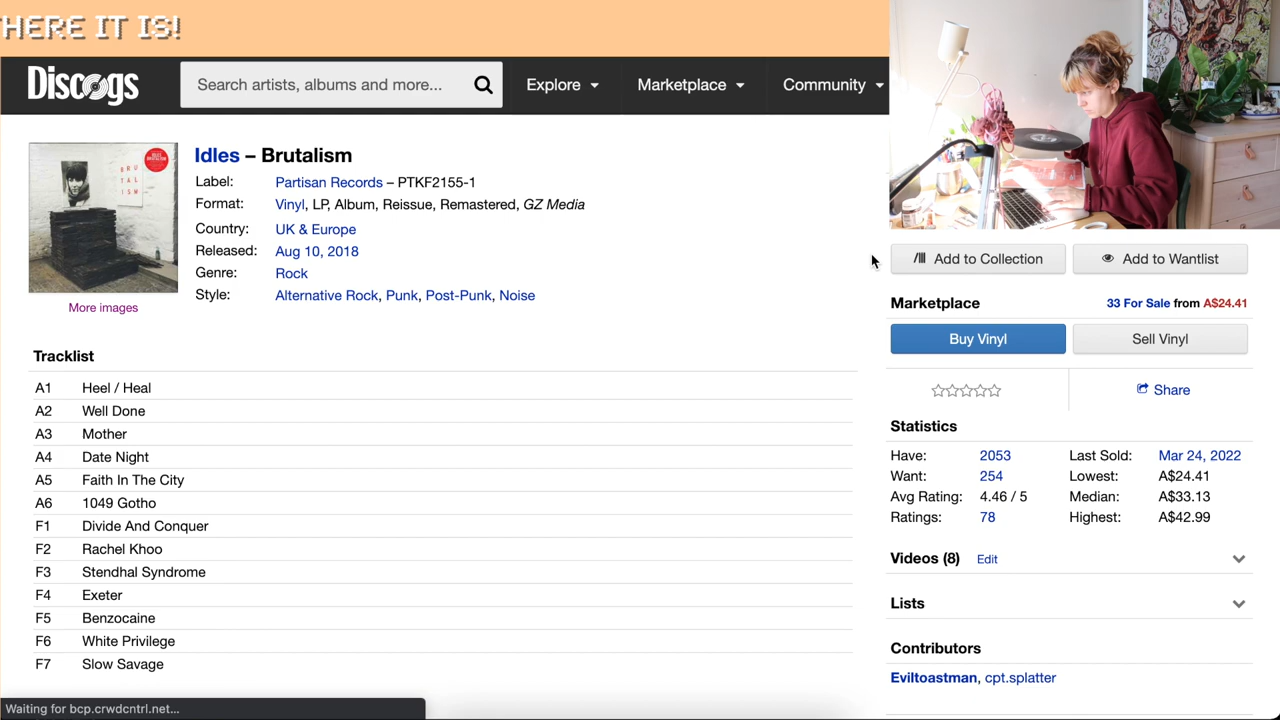 HERE IT IS!
Discogs
Search artists, albums and more...
Explore
Marketplace
Community
Idles – Brutalism
Label: Partisan Records – PTKF2155-1
Format: Vinyl, LP, Album, Reissue, Remastered, GZ Media
Country: UK & Europe
Released: Aug 10, 2018
Genre: Rock
Style: Alternative Rock, Punk, Post-Punk, Noise
More images
Tracklist
A1 Heel / Heal
A2 Well Done
A3 Mother
A4 Date Night
A5 Faith In The City
A6 1049 Gotho
F1 Divide And Conquer
F2 Rachel Khoo
F3 Stendhal Syndrome
F4 Exeter
F5 Benzocaine
F6 White Privilege
F7 Slow Savage
Add to Collection
Add to Wantlist
Marketplace
33 For Sale from A$24.41
Buy Vinyl
Sell Vinyl
Share
Statistics
Have: 2053 Last Sold: Mar 24, 2022
Want: 254 Lowest: A$24.41
Avg Rating: 4.46 / 5 Median: A$33.13
Ratings: 78 Highest: A$42.99
Videos (8) Edit
Lists
Contributors
Eviltoastman, cpt.splatter
Waiting for bcp.crwdcntrl.net...